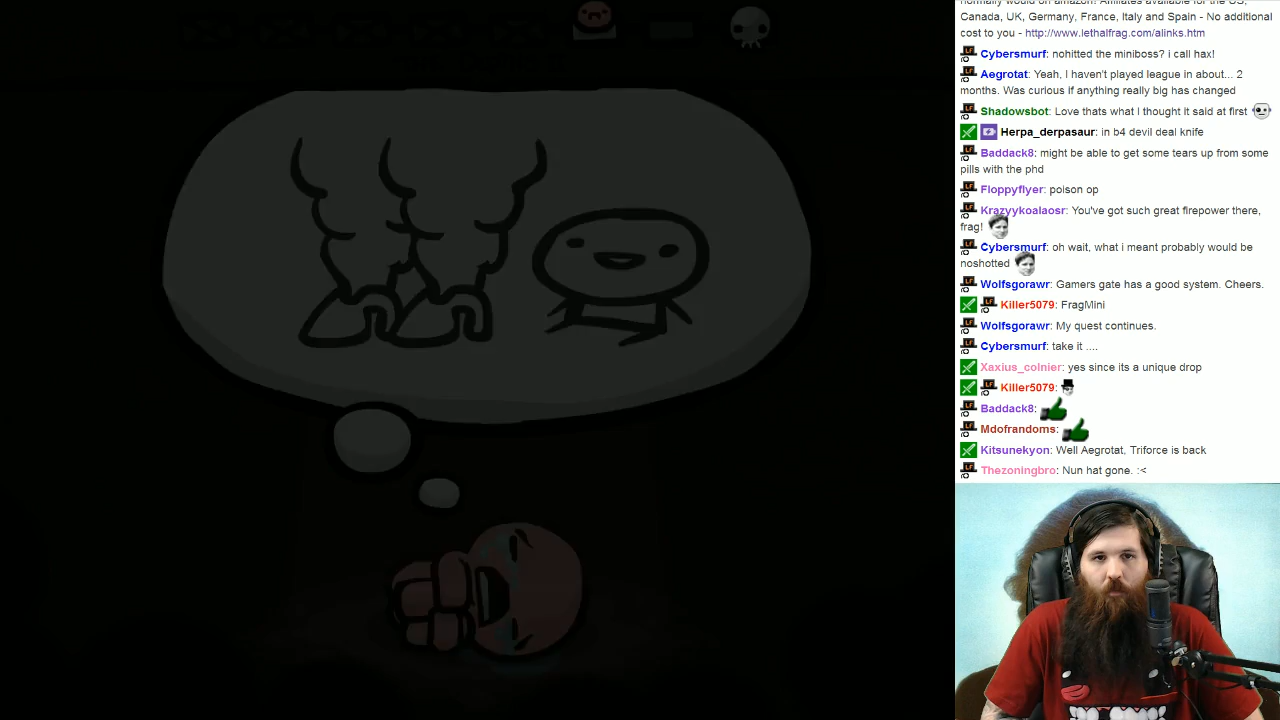 normally would on amazon! Affiliates available for the US,
Canada, UK, Germany, France, Italy and Spain - No additional
cost to you - http://www.lethalfrag.com/alinks.htm
Cybersmurf: nohitted the miniboss? i call hax!
Aegrotat: Yeah, I haven't played league in about... 2
months. Was curious if anything really big has changed
Shadowsbot: Love thats what I thought it said at first
Herpa_derpasaur: in b4 devil deal knife
Baddack8: might be able to get some tears up from some
pills with the phd
Floppyflyer: poison op
Krazyykoalaosr: You've got such great firepower there,
frag!
Cybersmurf: oh wait, what i meant probably would be
noshotted
Wolfsgorawr: Gamers gate has a good system. Cheers.
Killer5079: FragMini
Wolfsgorawr: My quest continues.
Cybersmurf: take it ....
Xaxius_colnier: yes since its a unique drop
Killer5079:
Baddack8:
Mdofrandoms:
Kitsunekyon: Well Aegrotat, Triforce is back
Thezoningbro: Nun hat gone. :<